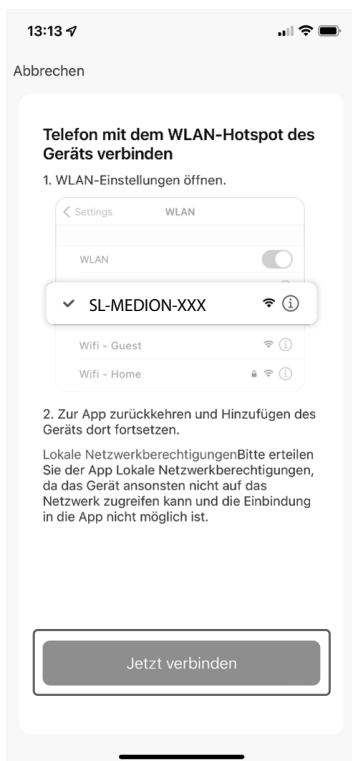 13:13
Abbrechen
Telefon mit dem WLAN-Hotspot des
Geräts verbinden
1. WLAN-Einstellungen öffnen.
Settings WLAN
WLAN
SL-MEDION-XXX
Wifi - Guest
Wifi - Home
2. Zur App zurückkehren und Hinzufügen des
Geräts dort fortsetzen.
Lokale NetzwerkberechtigungenBitte erteilen
Sie der App Lokale Netzwerkberechtigungen,
da das Gerät ansonsten nicht auf das
Netzwerk zugreifen kann und die Einbindung
in die App nicht möglich ist.
Jetzt verbinden